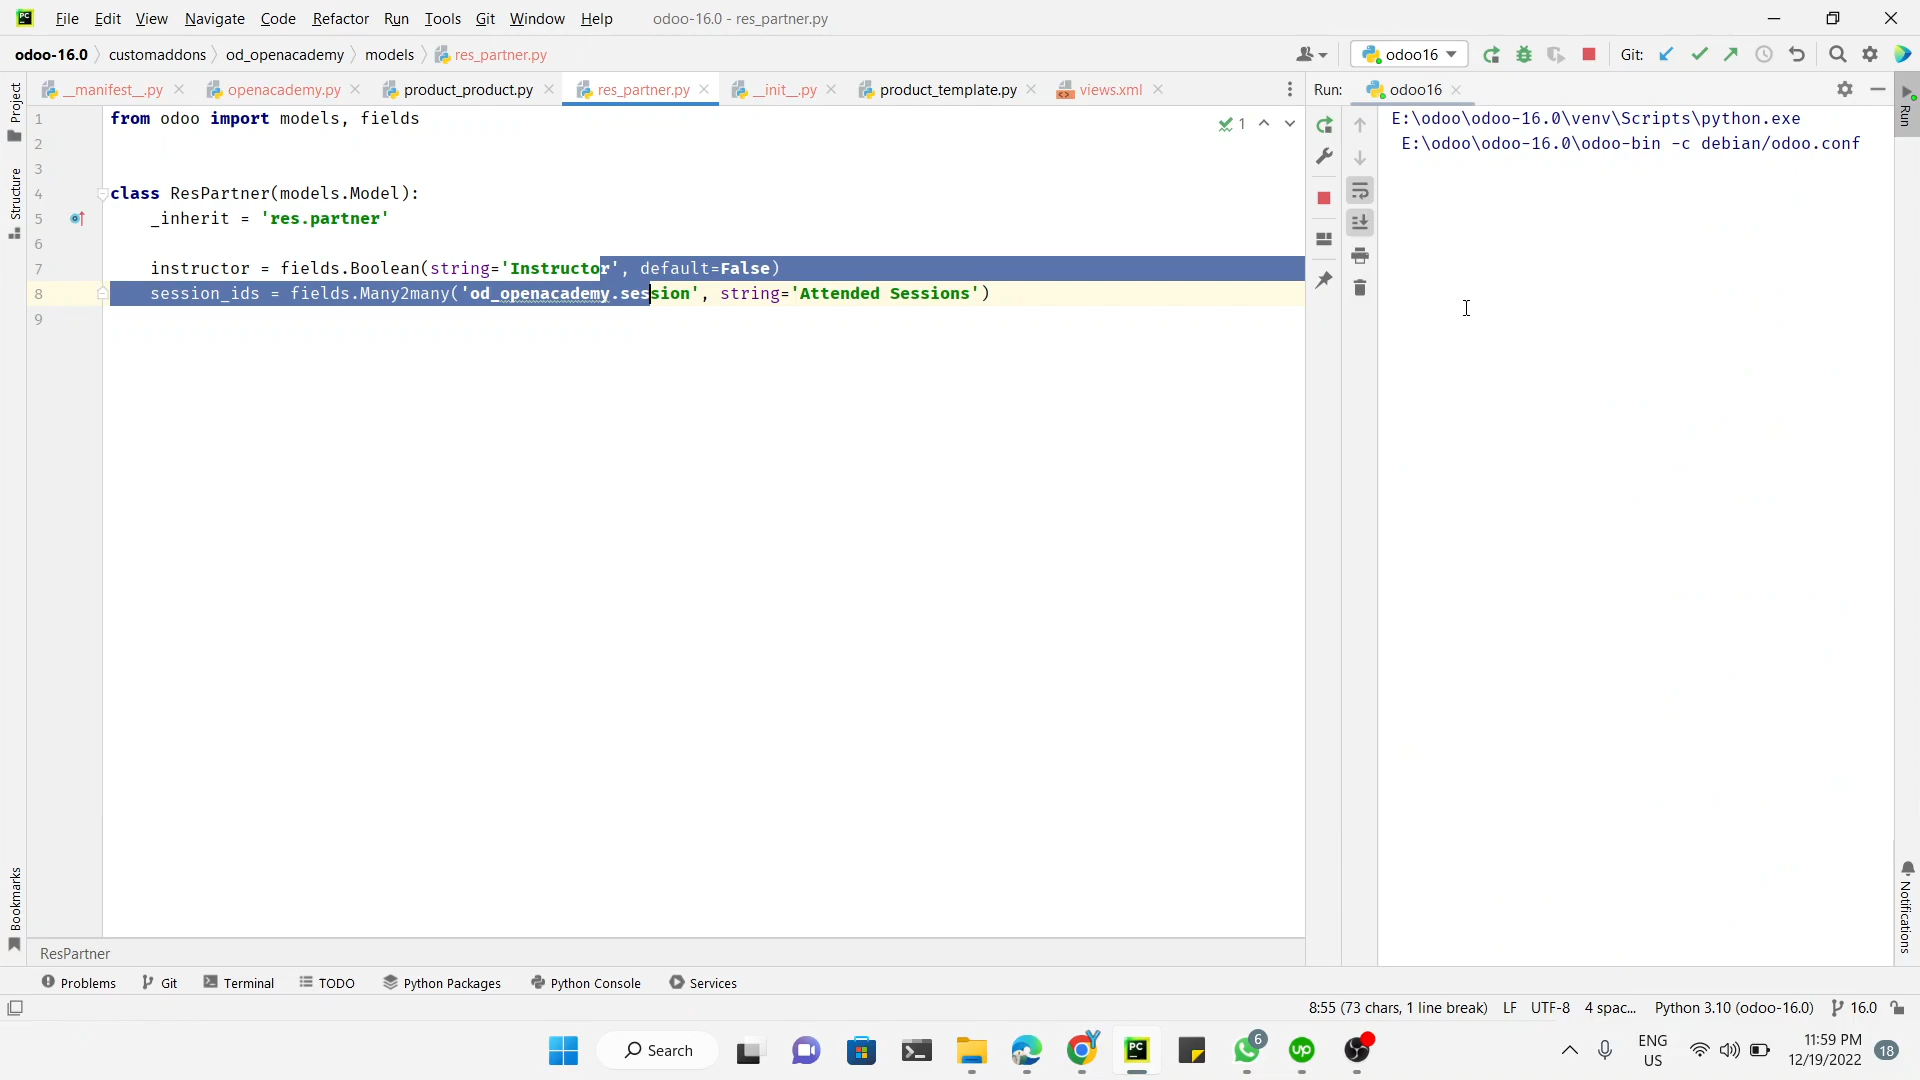 PC File Edit View Navigate Code Refactor Run Tools Git Window Help odoo-16.0 - res_partner.py
odoo-16.0 customaddons od_openacademy models res_partner.py odoo16 Git:
__manifest__.py openacademy.py product_product.py res_partner.py __init__.py product_template.py views.xml Run: odoo16
Project
Structure
Bookmarks
1 from odoo import models, fields
2
3
4 class ResPartner(models.Model):
5 _inherit = 'res.partner'
6
7 instructor = fields.Boolean(string='Instructor', default=False)
8 session_ids = fields.Many2many('od_openacademy.session', string='Attended Sessions')
9
1
E:\odoo\odoo-16.0\venv\Scripts\python.exe
E:\odoo\odoo-16.0\odoo-bin -c debian/odoo.conf
Run
Notifications
ResPartner
Problems Git Terminal TODO Python Packages Python Console Services
8:55 (73 chars, 1 line break) LF UTF-8 4 spac... Python 3.10 (odoo-16.0) 16.0
Search PC 6 up ENG US 11:59 PM 12/19/2022 18